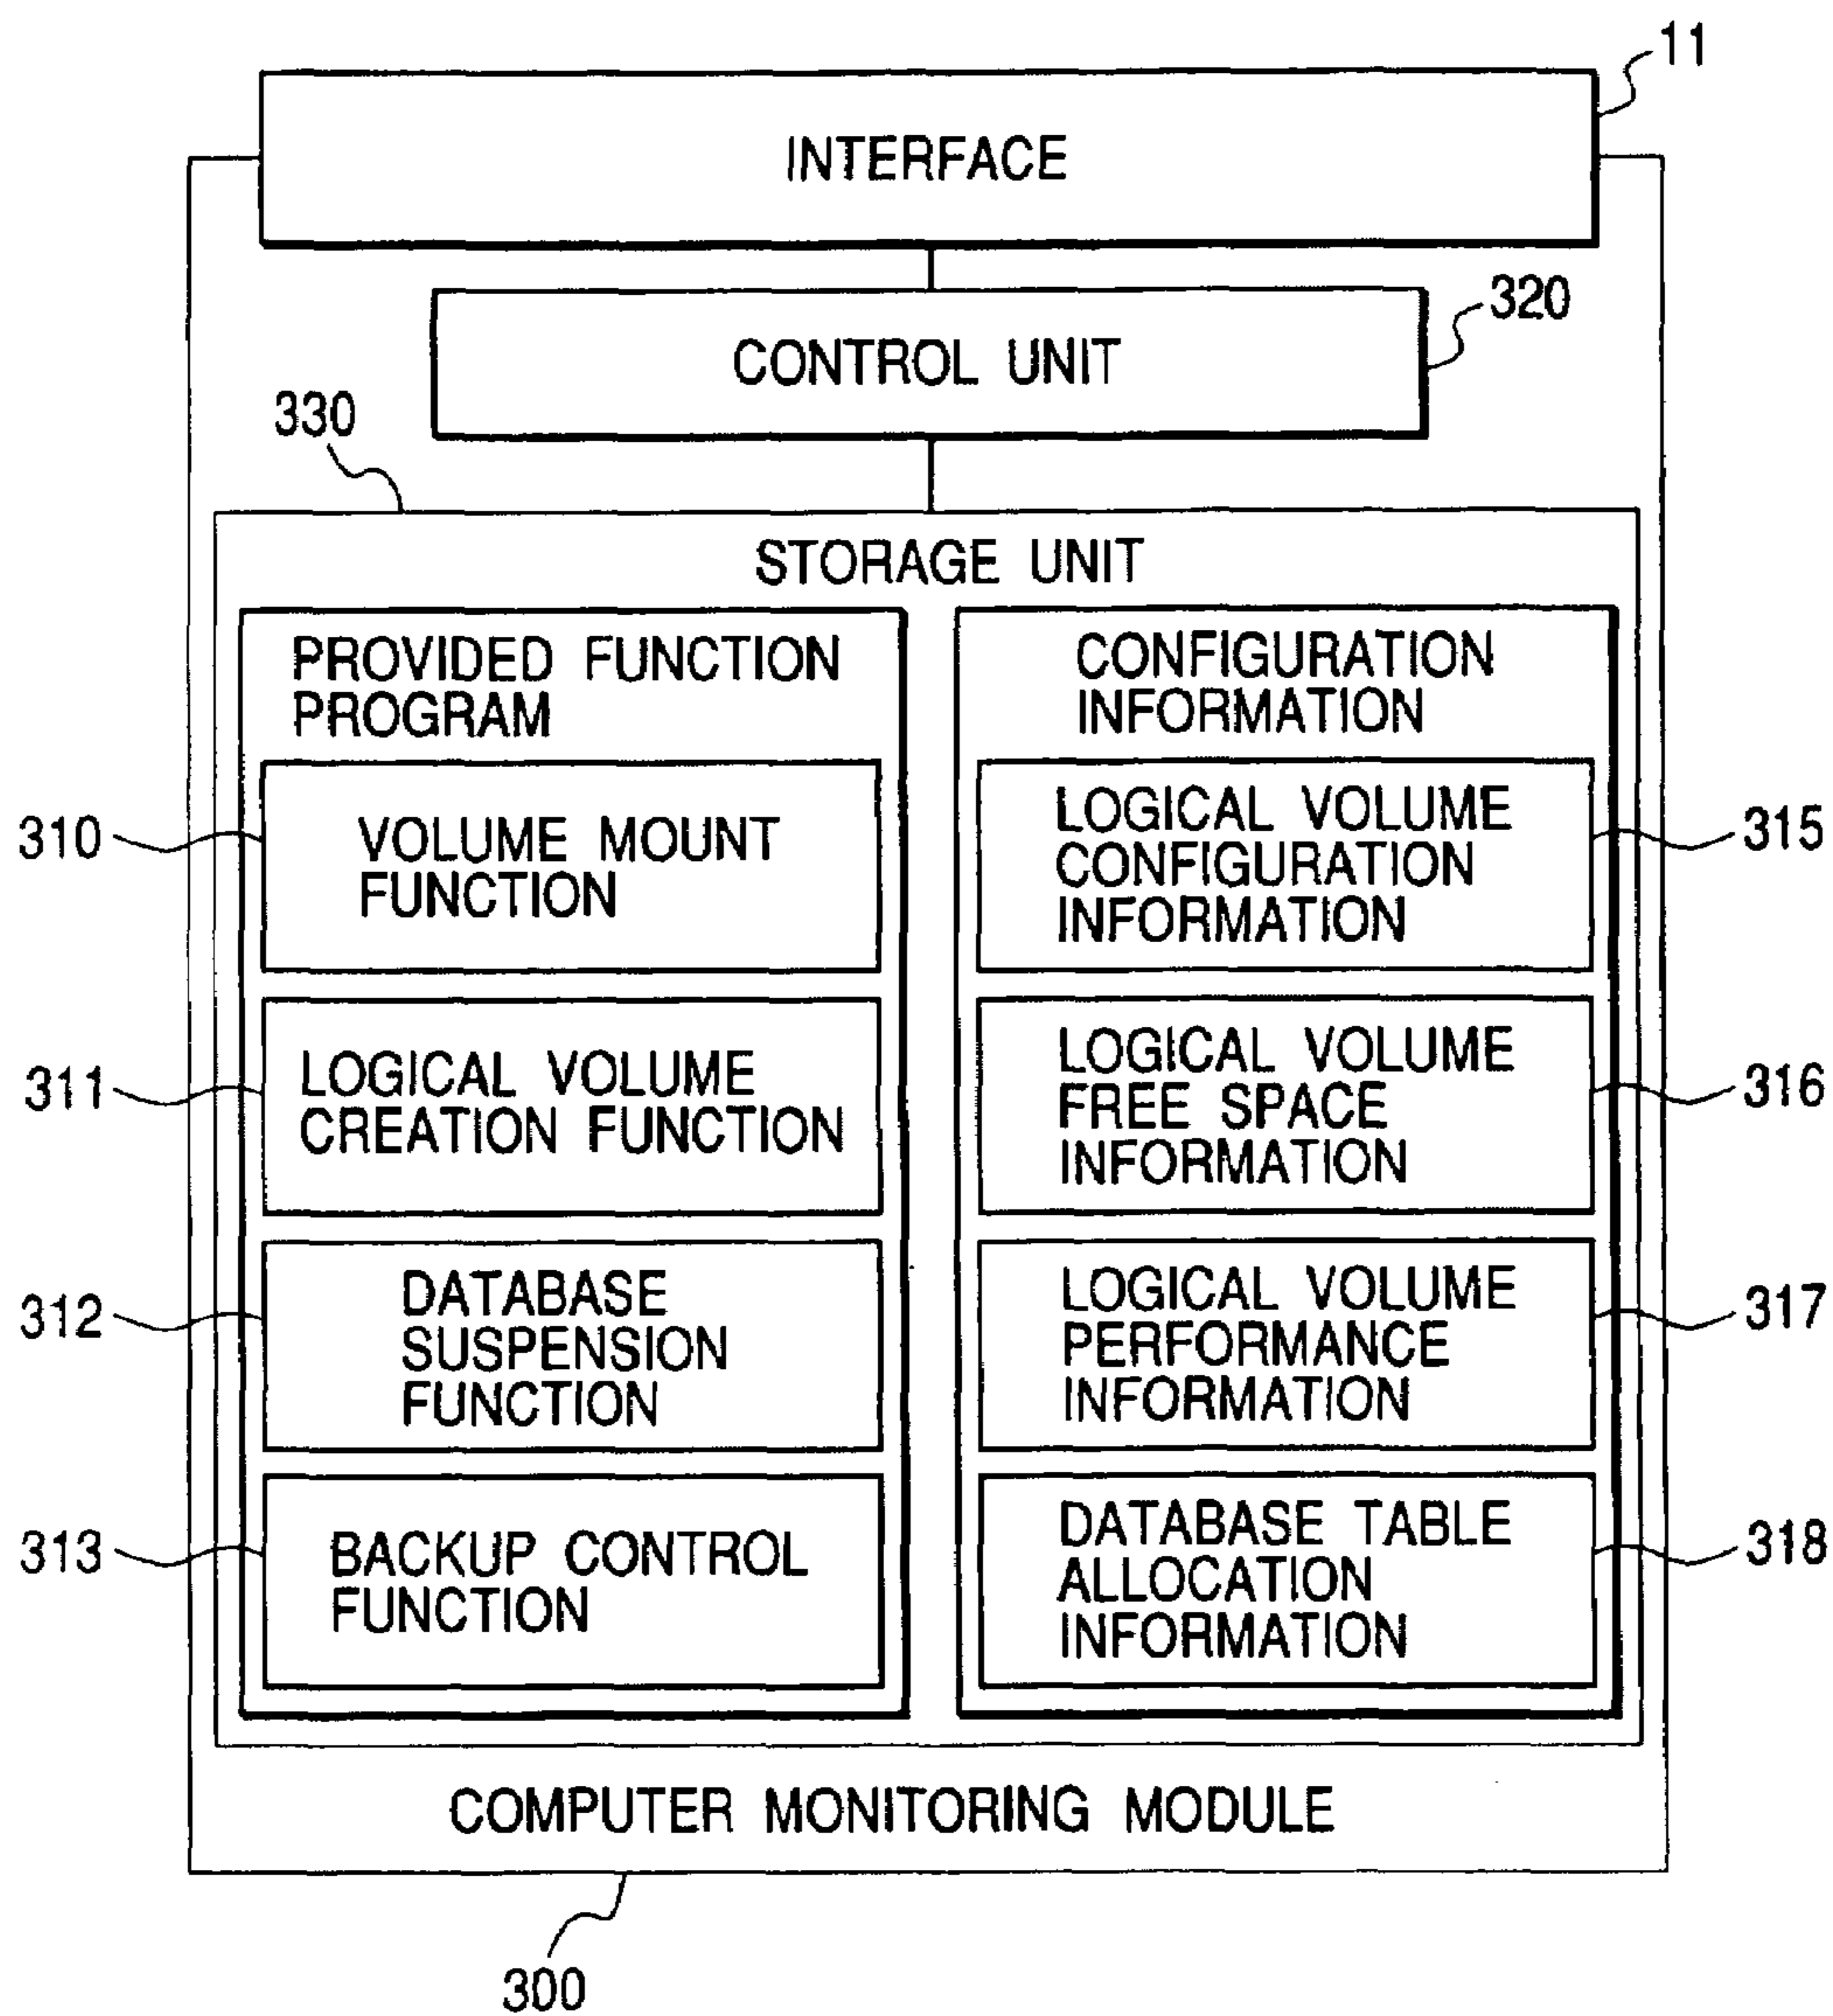 11
INTERFACE
320
CONTROL UNIT
330
STORAGE UNIT
PROVIDED FUNCTION
PROGRAM
310
VOLUME MOUNT
FUNCTION
311
LOGICAL VOLUME
CREATION FUNCTION
312
DATABASE
SUSPENSION
FUNCTION
313
BACKUP CONTROL
FUNCTION
CONFIGURATION
INFORMATION
LOGICAL VOLUME
CONFIGURATION
INFORMATION
315
LOGICAL VOLUME
FREE SPACE
INFORMATION
316
LOGICAL VOLUME
PERFORMANCE
INFORMATION
317
DATABASE TABLE
ALLOCATION
INFORMATION
318
COMPUTER MONITORING MODULE
300